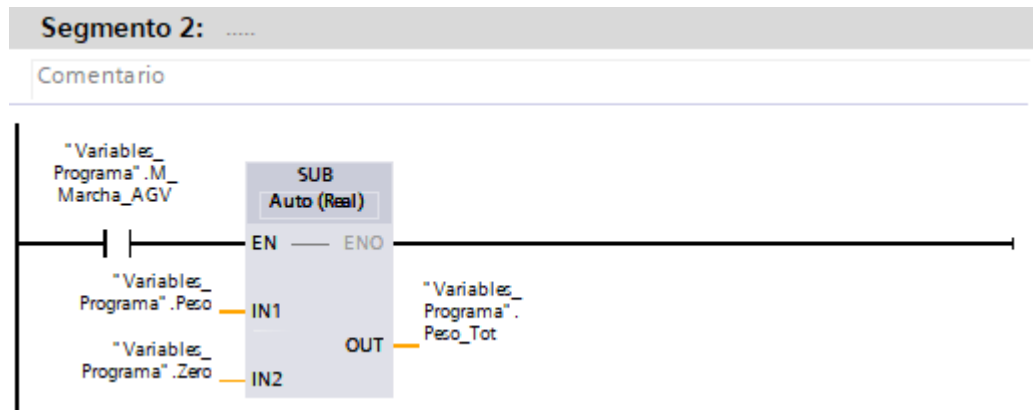 Segmento 2: .....
Comentario
"Variables_
Programa".M_
Marcha_AGV
SUB
Auto (Real)
EN ENO
"Variables_
Programa".Peso
IN1
"Variables_
Programa".
Peso_Tot
OUT
"Variables_
Programa".Zero
IN2